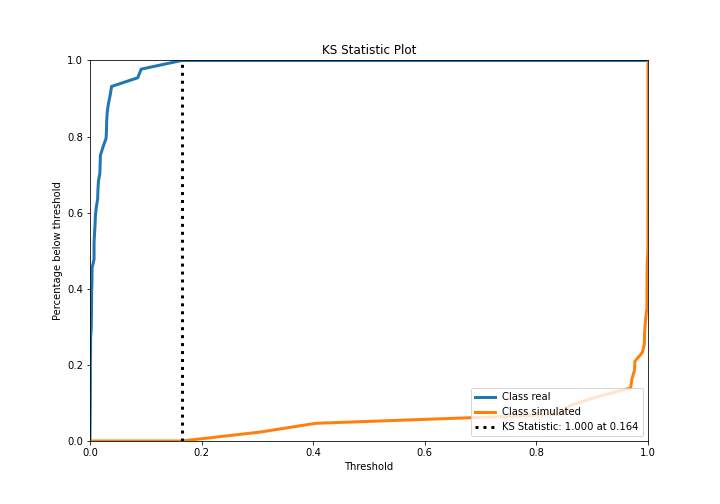 KS Statistic Plot
Percentage below threshold
1.0
0.8
0.6
0.4
0.2
0.0
0.0 0.2 0.4 0.6 0.8 1.0
Threshold
Class real
Class simulated
KS Statistic: 1.000 at 0.164